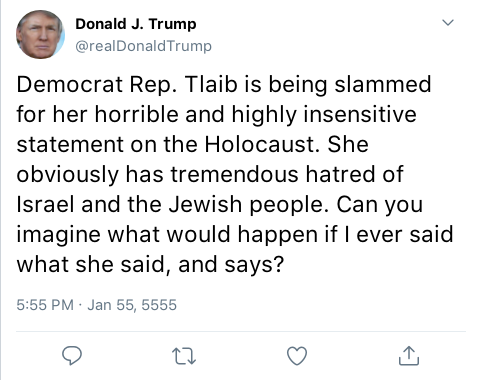 Donald J. Trump
@realDonaldTrump
Democrat Rep. Tlaib is being slammed
for her horrible and highly insensitive
statement on the Holocaust. She
obviously has tremendous hatred of
Israel and the Jewish people. Can you
imagine what would happen if I ever said
what she said, and says?
5:55 PM · Jan 55, 5555